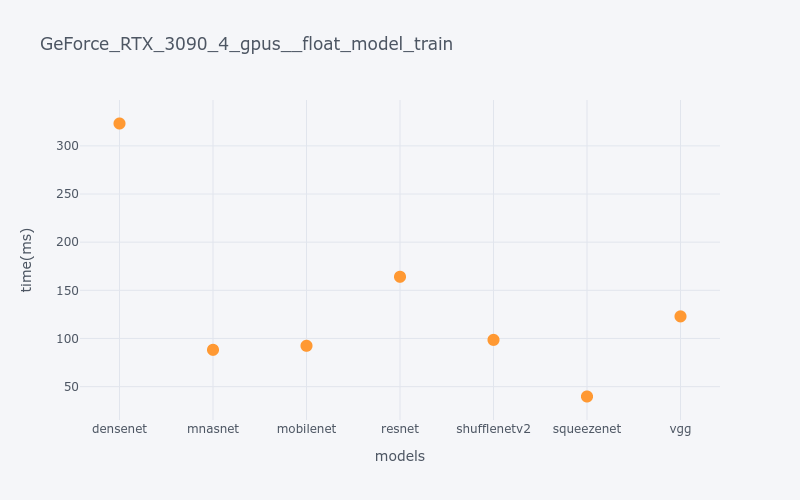 GeForce_RTX_3090_4_gpus__float_model_train
time(ms)
300
250
200
150
100
50
densenet mnasnet mobilenet resnet shufflenetv2 squeezenet vgg
models